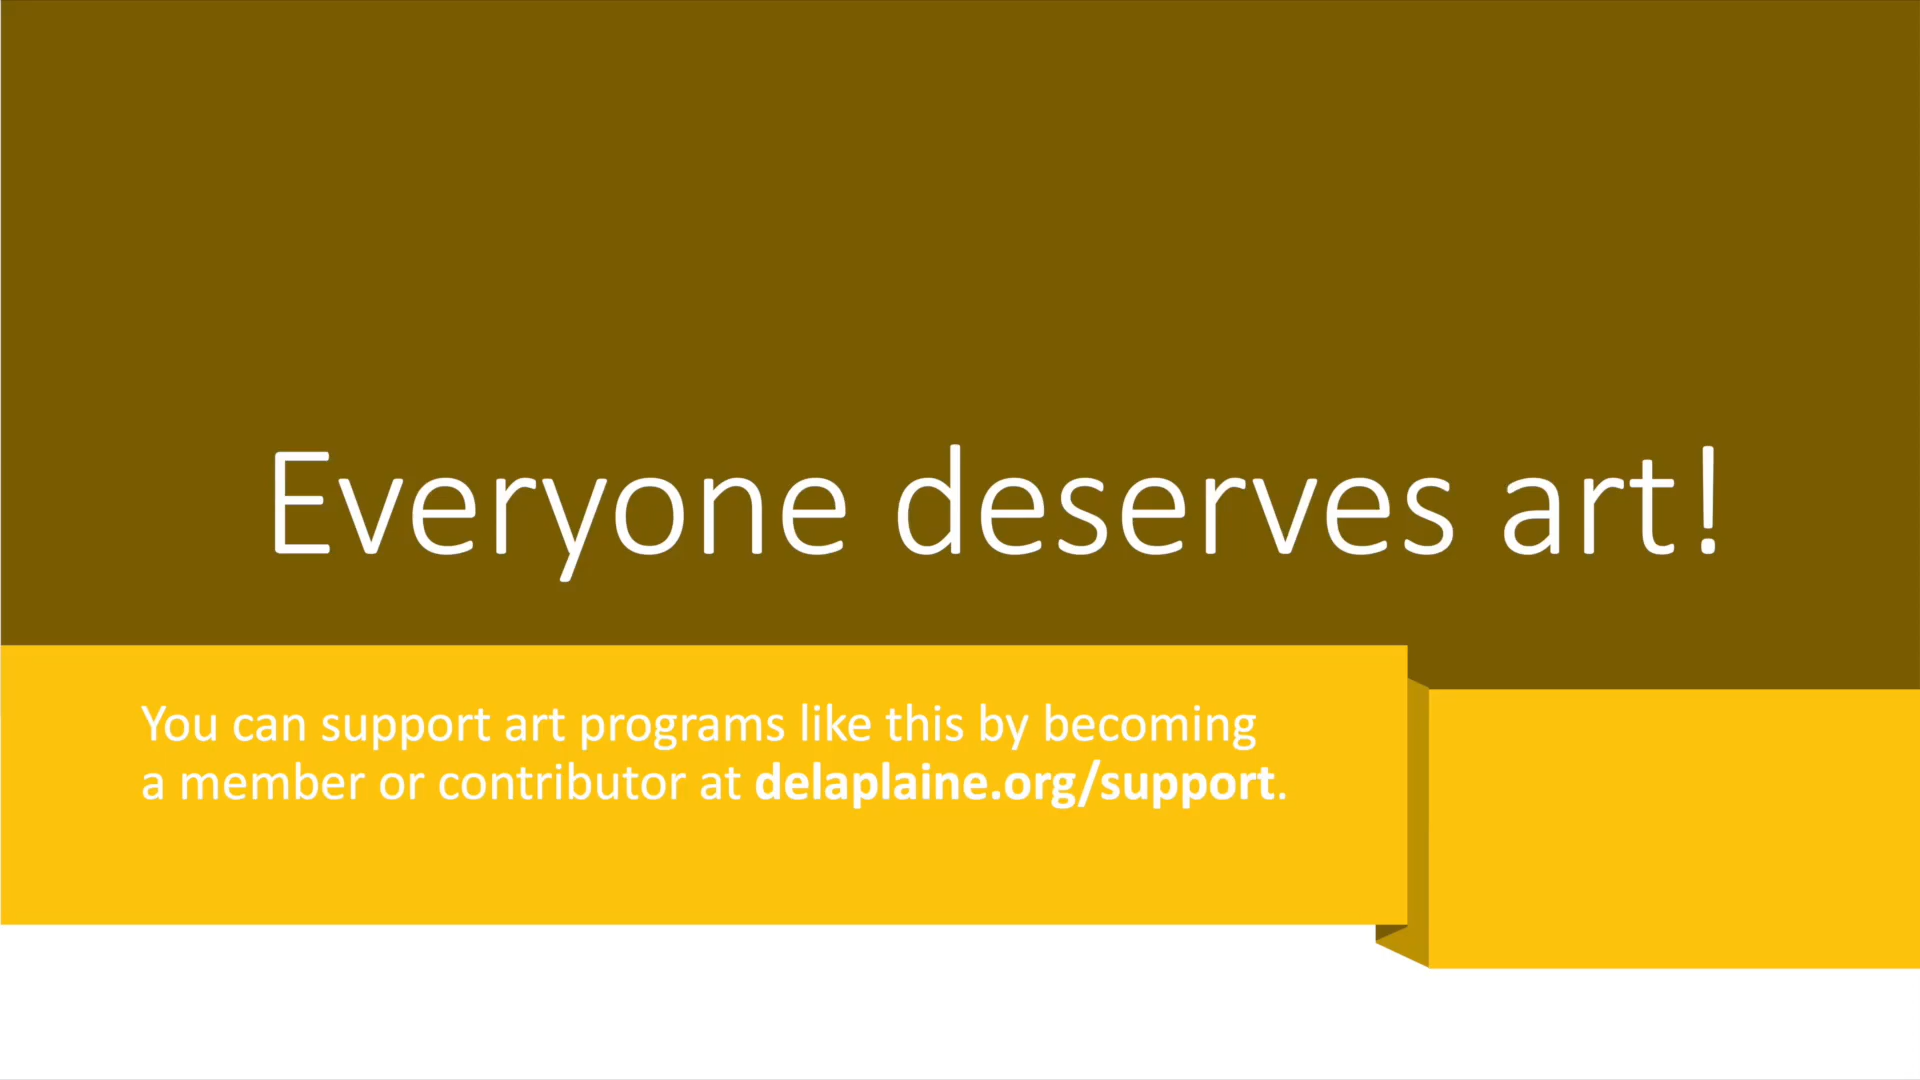 Everyone deserves art!
You can support art programs like this by becoming
a member or contributor at delaplaine.org/support.